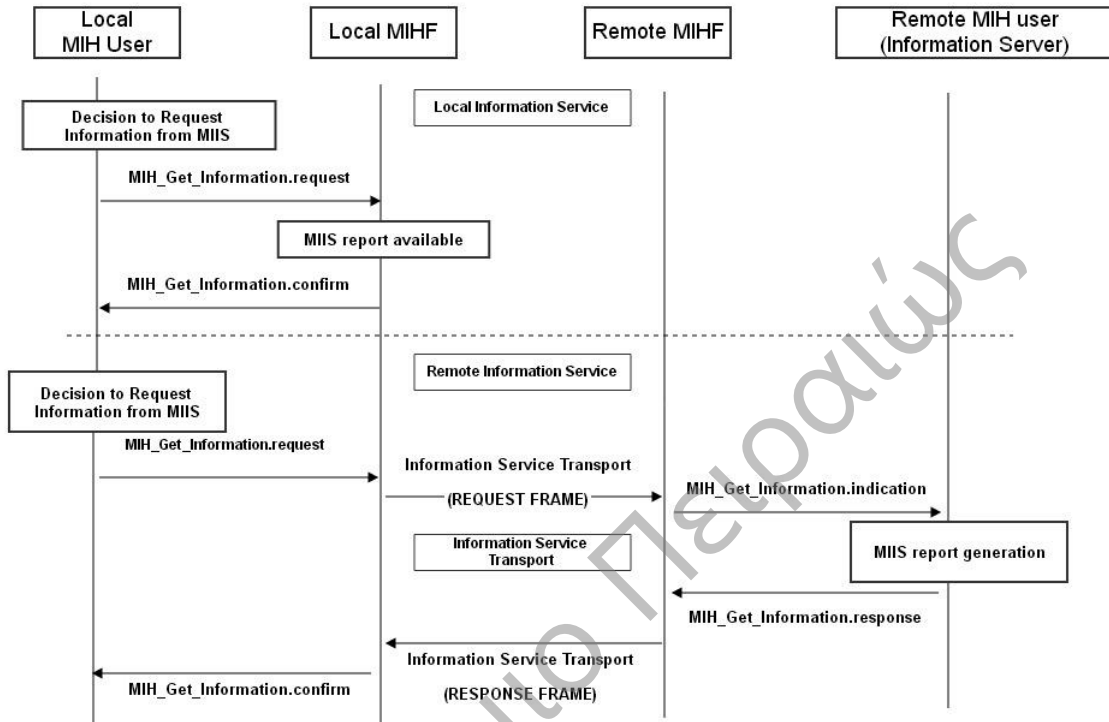 Local
MIH User
Local MIHF
Remote MIHF
Remote MIH user
(Information Server)
Decision to Request
Information from MIIS
Local Information Service
MIH_Get_Information.request
MIIS report available
MIH_Get_Information.confirm
Remote Information Service
Decision to Request
Information from MIIS
MIH_Get_Information.request
Information Service Transport
(REQUEST FRAME)
MIH_Get_Information.indication
Information Service
Transport
MIIS report generation
MIH_Get_Information.response
Information Service Transport
(RESPONSE FRAME)
MIH_Get_Information.confirm
ιο Πειραιώς